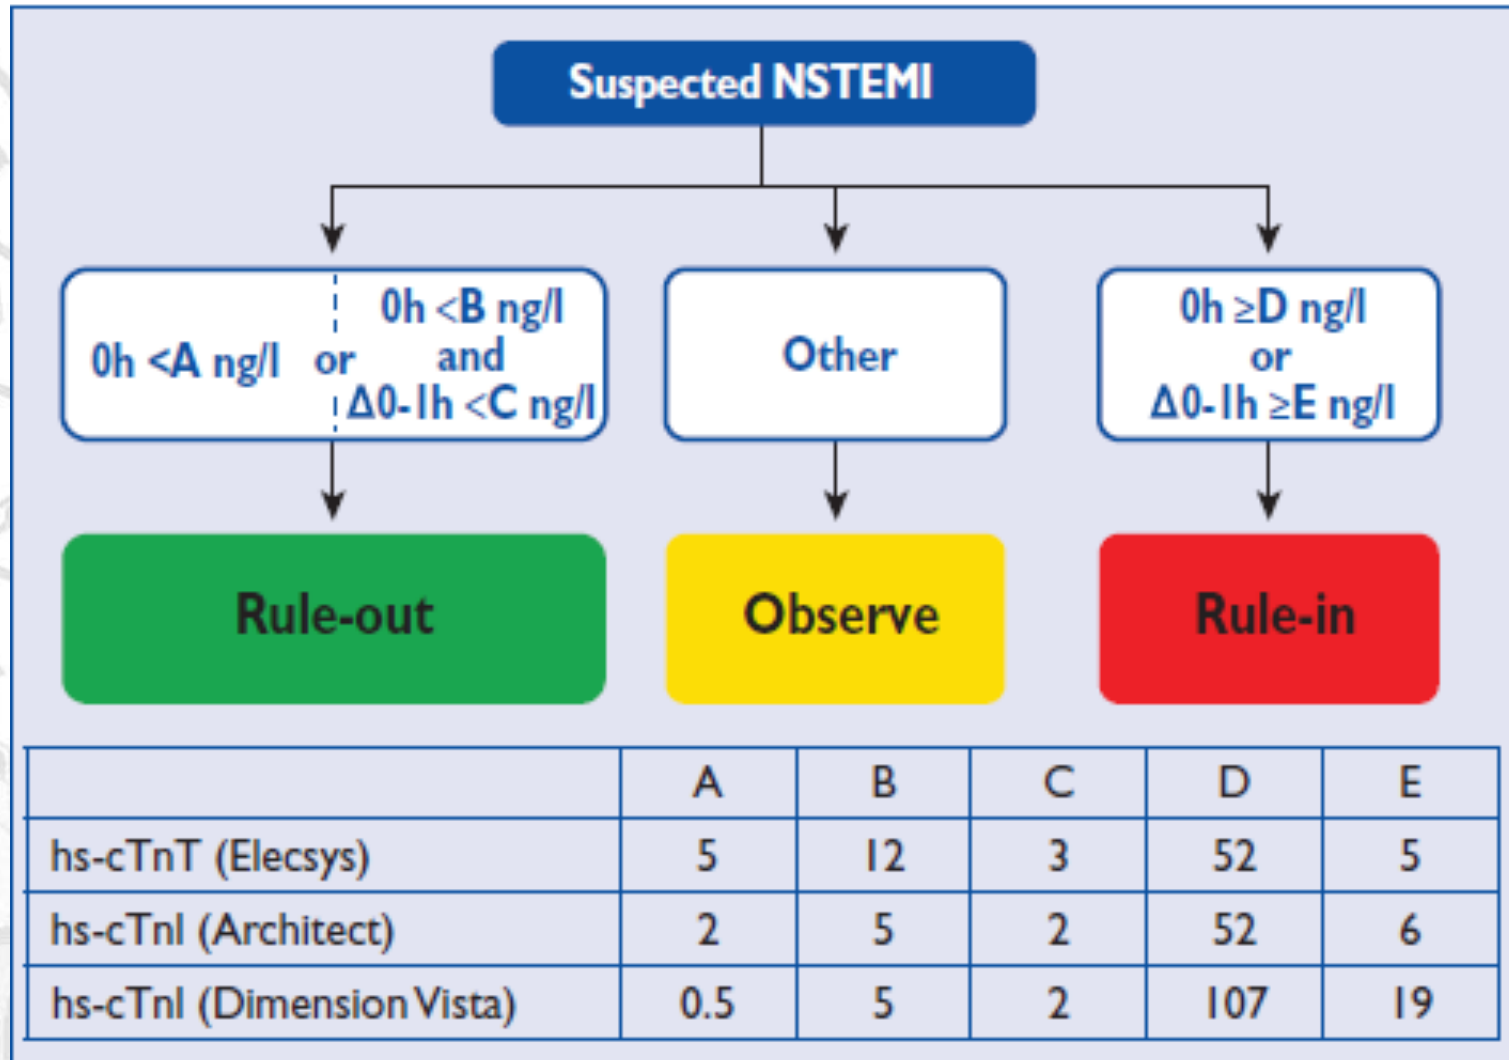 Suspected NSTEMI
0h <A ng/l
or
0h <B ng/l
and
Δ0-1h <C ng/l
Other
0h ≥D ng/l
or
Δ0-1h ≥E ng/l
Rule-out
Observe
Rule-in
A B C D E
hs-cTnT (Elecsys) 5 12 3 52 5
hs-cTnI (Architect) 2 5 2 52 6
hs-cTnI (Dimension Vista) 0.5 5 2 107 19